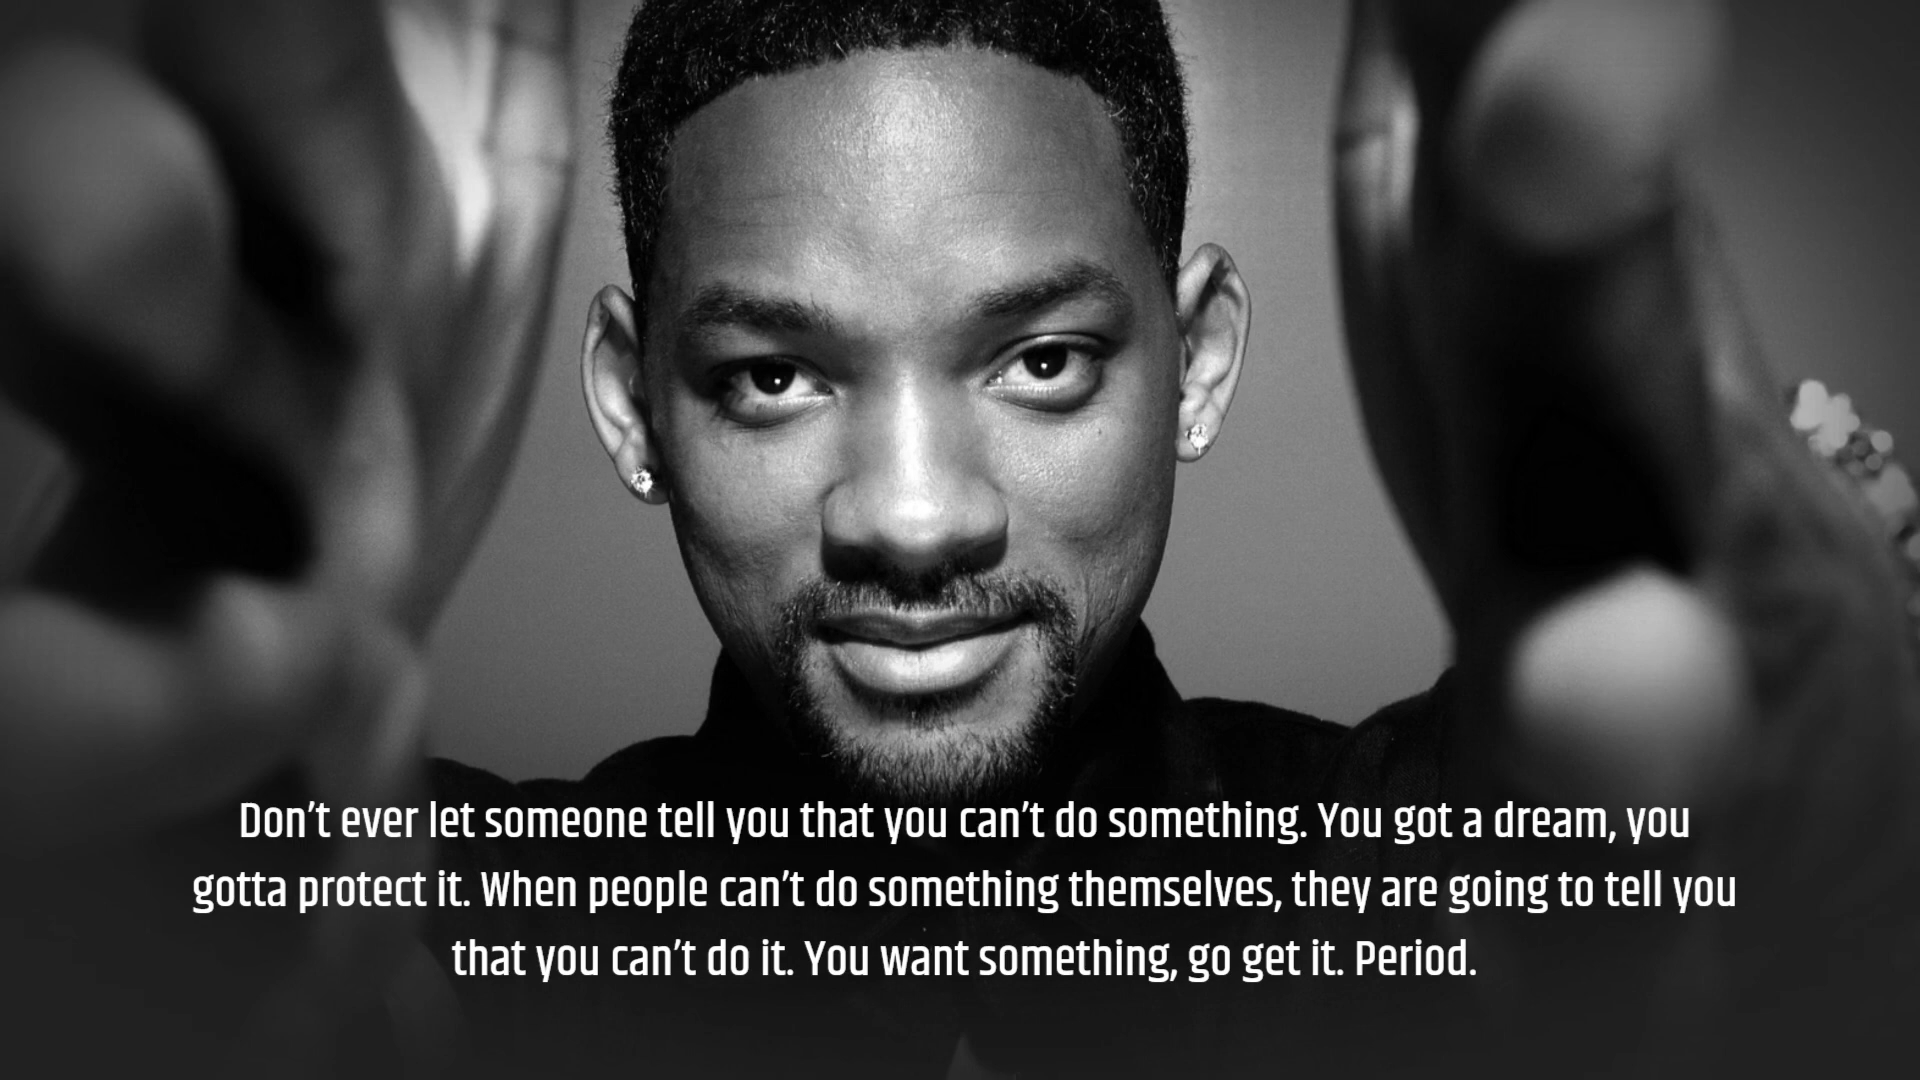 Don’t ever let someone tell you that you can’t do something. You got a dream, you
gotta protect it. When people can’t do something themselves, they are going to tell you
that you can’t do it. You want something, go get it. Period.